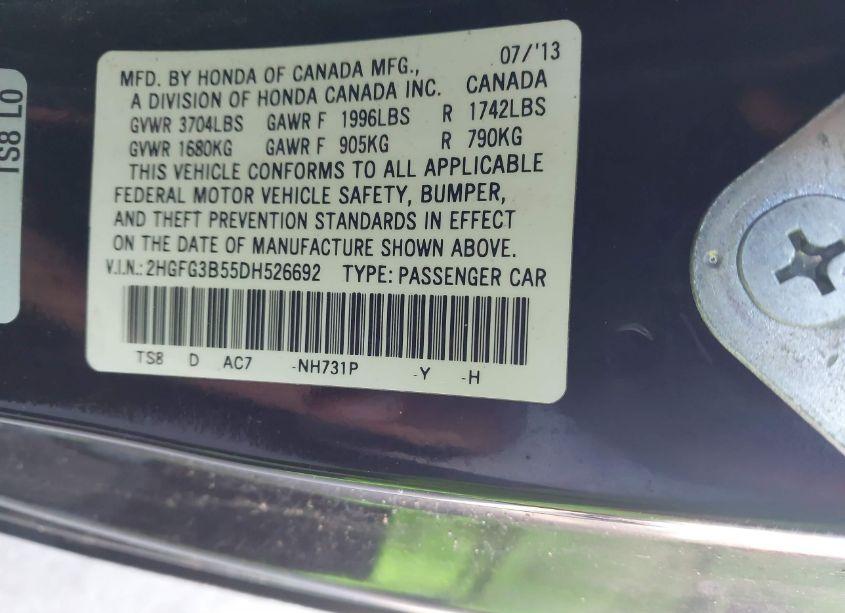 TS8 LO
07/'13
MFD. BY HONDA OF CANADA MFG.,
A DIVISION OF HONDA CANADA INC. CANADA
GVWR 3704LBS GAWR F 1996LBS R 1742LBS
GVWR 1680KG GAWR F 905KG R 790KG
THIS VEHICLE CONFORMS TO ALL APPLICABLE
FEDERAL MOTOR VEHICLE SAFETY, BUMPER,
AND THEFT PREVENTION STANDARDS IN EFFECT
ON THE DATE OF MANUFACTURE SHOWN ABOVE.
V.I.N.: 2HGFG3B55DH526692 TYPE: PASSENGER CAR
TS8 D AC7 -NH731P -Y -H